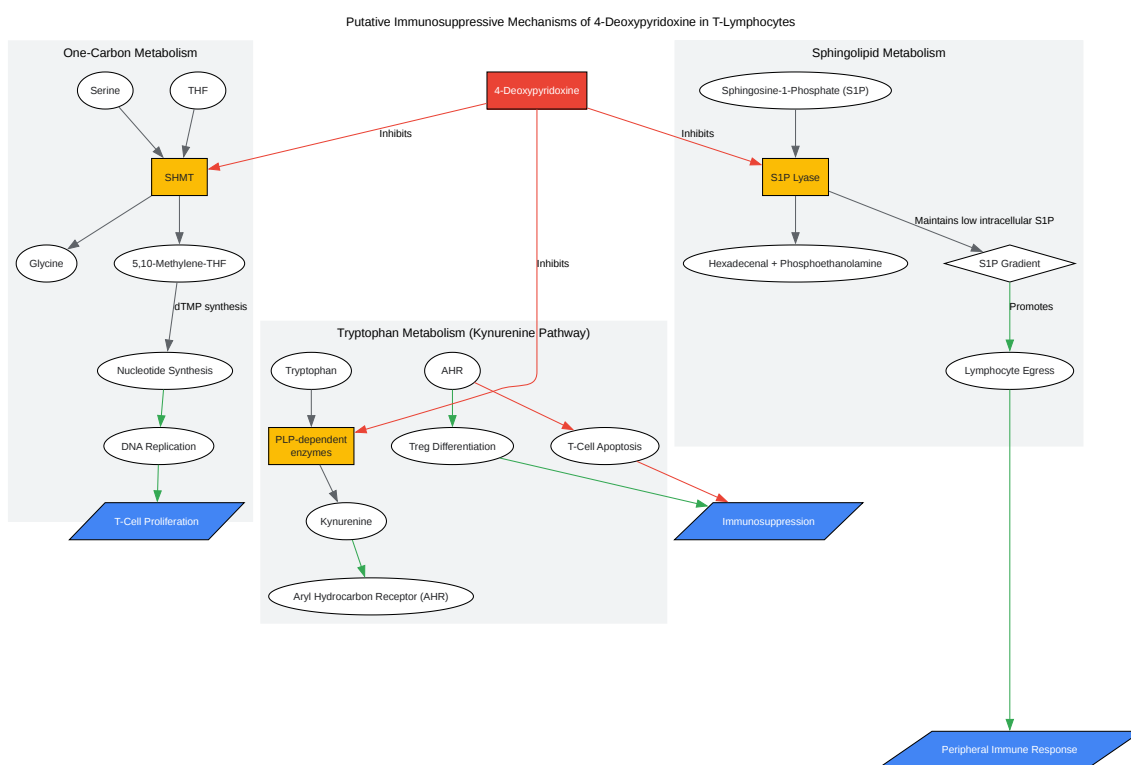 Putative Immunosuppressive Mechanisms of 4-Deoxypyridoxine in T-Lymphocytes
One-Carbon Metabolism
Serine
THF
SHMT
Glycine
5,10-Methylene-THF
dTMP synthesis
Nucleotide Synthesis
DNA Replication
T-Cell Proliferation
4-Deoxypyridoxine
Inhibits
Inhibits
Inhibits
Tryptophan Metabolism (Kynurenine Pathway)
Tryptophan
AHR
PLP-dependent
enzymes
Treg Differentiation
T-Cell Apoptosis
Kynurenine
Aryl Hydrocarbon Receptor (AHR)
Immunosuppression
Sphingolipid Metabolism
Sphingosine-1-Phosphate (S1P)
S1P Lyase
Maintains low intracellular S1P
Hexadecenal + Phosphoethanolamine
S1P Gradient
Promotes
Lymphocyte Egress
Peripheral Immune Response